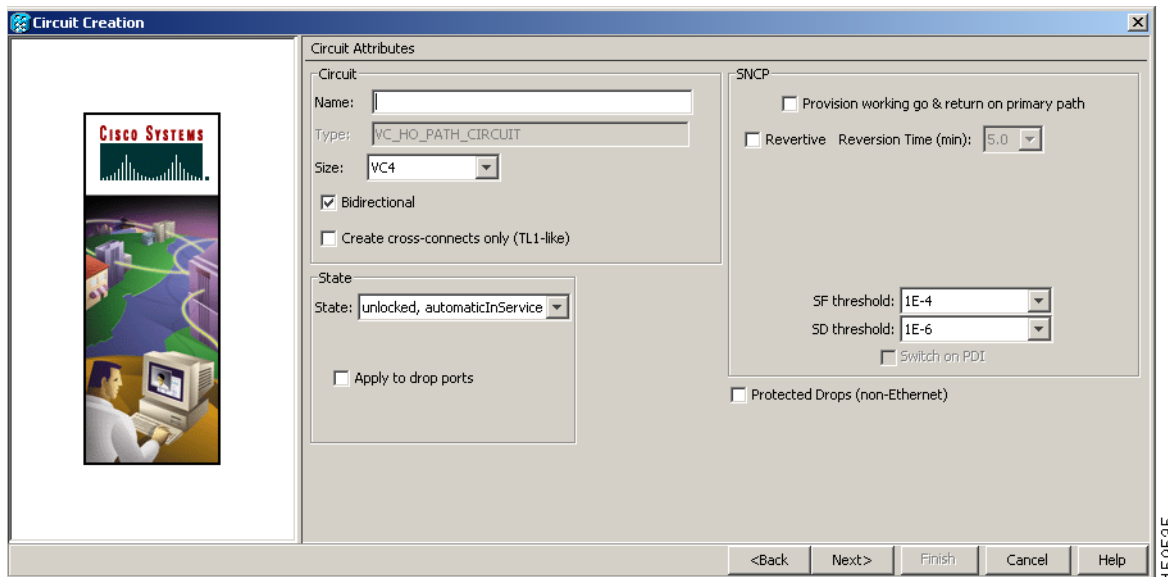 Circuit Creation
CISCO SYSTEMS
Circuit Attributes
Circuit
Name:
Type: VC_HO_PATH_CIRCUIT
Size: VC4
Bidirectional
Create cross-connects only (TL1-like)
State
State: unlocked, automaticInService
Apply to drop ports
SNCP
Provision working go & return on primary path
Revertive Reversion Time (min): 5.0
SF threshold: 1E-4
SD threshold: 1E-6
Switch on PDI
Protected Drops (non-Ethernet)
<Back Next> Finish Cancel Help